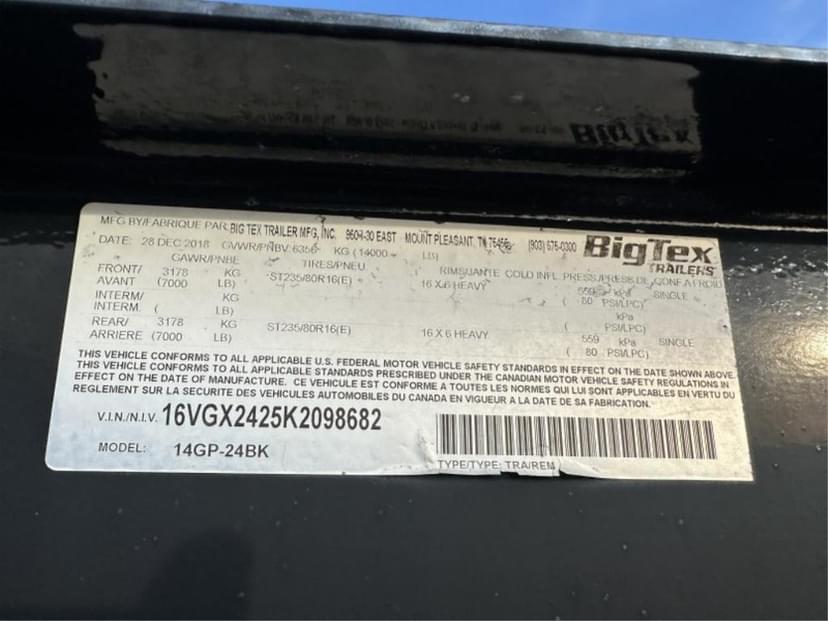 MFG BY/FABRIQUE PAR BIG TEX TRAILER MFG, INC. 950 I-30 EAST MOUNT PLEASANT, TX (903) 575-0300 BigTex
DATE: 28 DEC 2018 GVWR/PNBV: 6356 KG (14000 LB) TRAILERS
GAWR/PNBE TIRES/PNEU RIMS/JANTE COLD INFL. PRESS/PRESS DE GONF A FROID
FRONT/ 3178 KG ST235/80R16(E) 16 X 6 HEAVY 559 kPa SINGLE
AVANT (7000 LB) ( 80 PSI/LPC)
INTERM/ KG kPa
INTERM. ( LB) ( PSI/LPC)
REAR/ 3178 KG ST235/80R16(E) 16 X 6 HEAVY 559 kPa SINGLE
ARRIERE (7000 LB) ( 80 PSI/LPC)
THIS VEHICLE CONFORMS TO ALL APPLICABLE U.S. FEDERAL MOTOR VEHICLE SAFETY STANDARDS IN EFFECT ON THE DATE SHOWN ABOVE.
THIS VEHICLE CONFORMS TO ALL APPLICABLE STANDARDS PRESCRIBED UNDER THE CANADIAN MOTOR VEHICLE SAFETY REGULATIONS IN
EFFECT ON THE DATE OF MANUFACTURE. CE VEHICULE EST CONFORME A TOUTES LES NORMES QUI LUI SONT APPLICABLES EN VERTU DU
REGLEMENT SUR LA SECURITE DES VEHICULES AUTOMOBILES DU CANADA EN VIGUEUR A LA DATE DE SA FABRICATION.
V.I.N./N.I.V. 16VGX2425K2098682
MODEL: 14GP-24BK
TYPE/TYPE: TRA/REM